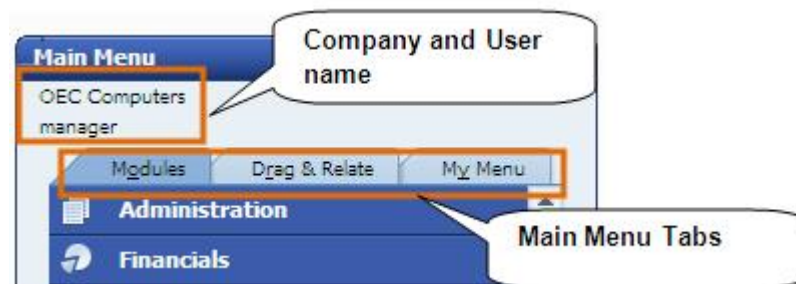 Main Menu
Company and User
name
OEC Computers
manager
Modules Drag & Relate My Menu
Administration
Main Menu Tabs
Financials